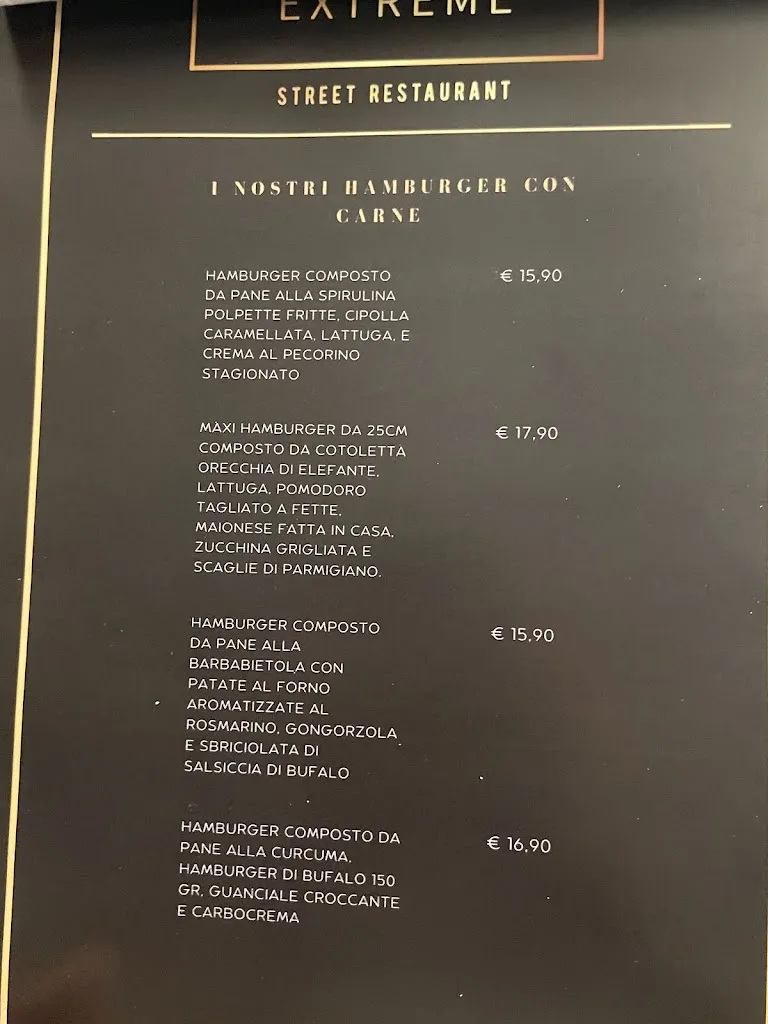 EXTREME
STREET RESTAURANT
I NOSTRI HAMBURGER CON
CARNE
HAMBURGER COMPOSTO € 15,90
DA PANE ALLA SPIRULINA
POLPETTE FRITTE, CIPOLLA
CARAMELLATA, LATTUGA, E
CREMA AL PECORINO
STAGIONATO
MAXI HAMBURGER DA 25CM € 17,90
COMPOSTO DA COTOLETTA
ORECCHIA DI ELEFANTE,
LATTUGA, POMODORO
TAGLIATO A FETTE,
MAIONESE FATTA IN CASA,
ZUCCHINA GRIGLIATA E
SCAGLIE DI PARMIGIANO.
HAMBURGER COMPOSTO € 15,90
DA PANE ALLA
BARBABIETOLA CON
PATATE AL FORNO
AROMATIZZATE AL
ROSMARINO, GONGORZOLA
E SBRICIOLATA DI
SALSICCIA DI BUFALO
HAMBURGER COMPOSTO DA € 16,90
PANE ALLA CURCUMA,
HAMBURGER DI BUFALO 150
GR, GUANCIALE CROCCANTE
E CARBOCREMA